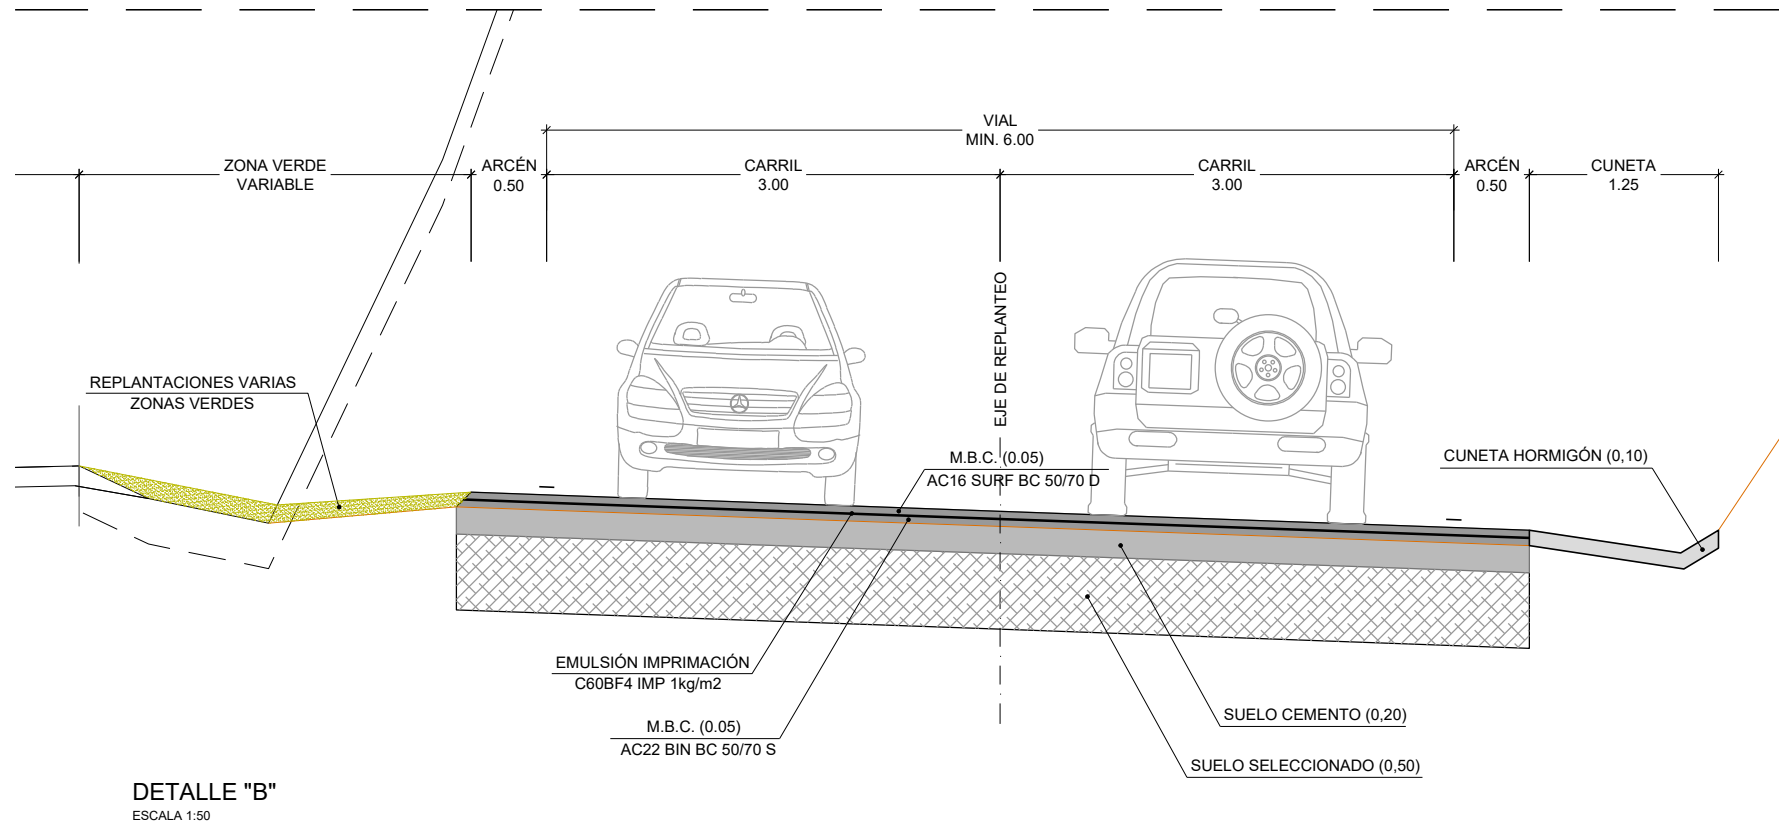 VIAL
MIN. 6.00
ZONA VERDE
VARIABLE
ARCÉN
0.50
CARRIL
3.00
CARRIL
3.00
ARCÉN
0.50
CUNETA
1.25
EJE DE REPLANTEO
REPLANTACIONES VARIAS
ZONAS VERDES
M.B.C. (0.05)
AC16 SURF BC 50/70 D
CUNETA HORMIGÓN (0,10)
EMULSIÓN IMPRIMACIÓN
C60BF4 IMP 1kg/m2
M.B.C. (0.05)
AC22 BIN BC 50/70 S
SUELO CEMENTO (0,20)
SUELO SELECCIONADO (0,50)
DETALLE "B"
ESCALA 1:50